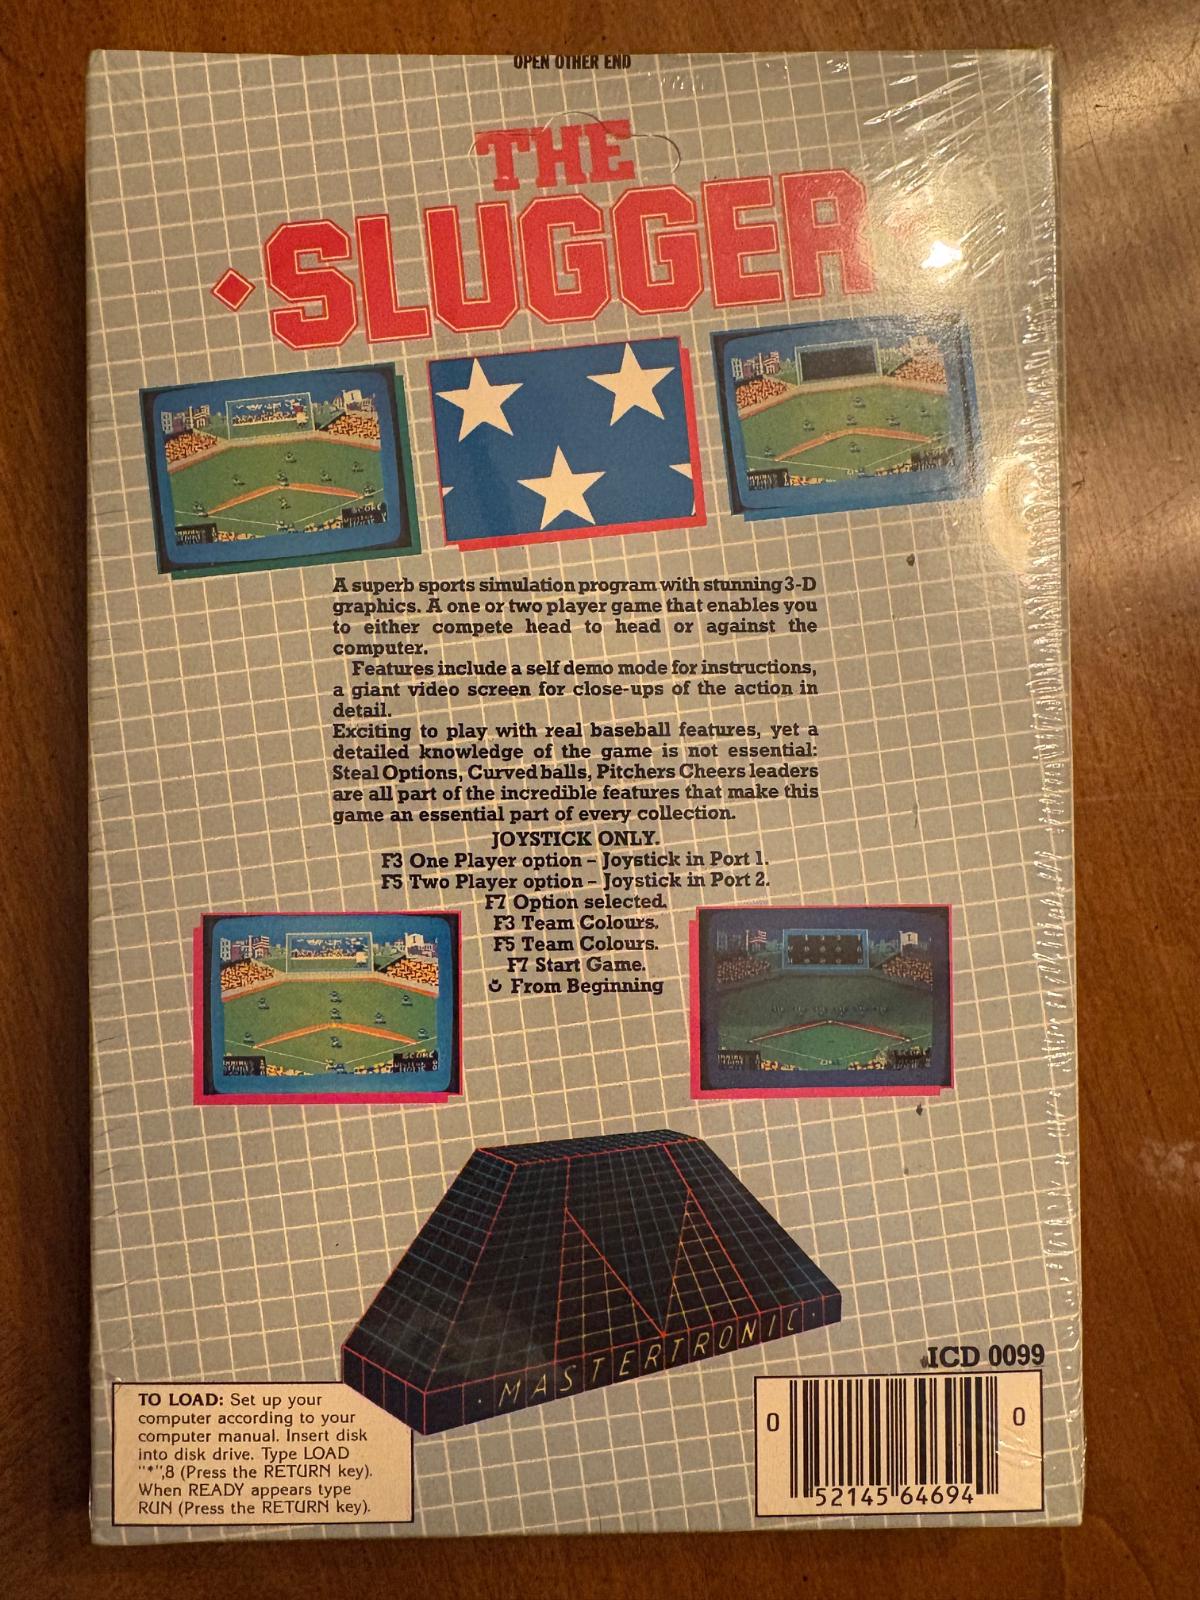 OPEN OTHER END
THE
SLUGGER
A superb sports simulation program with stunning 3-D
graphics. A one or two player game that enables you
to either compete head to head or against the
computer.
Features include a self demo mode for instructions,
a giant video screen for close-ups of the action in
detail.
Exciting to play with real baseball features, yet a
detailed knowledge of the game is not essential:
Steal Options, Curved balls, Pitchers Cheers leaders
are all part of the incredible features that make this
game an essential part of every collection.
JOYSTICK ONLY.
F3 One Player option – Joystick in Port 1.
F5 Two Player option – Joystick in Port 2.
F7 Option selected.
F3 Team Colours.
F5 Team Colours.
F7 Start Game.
From Beginning
SCORE
SCORE
MASTERTRONIC
ICD 0099
TO LOAD: Set up your
computer according to your
computer manual. Insert disk
into disk drive. Type LOAD
"*",8 (Press the RETURN key).
When READY appears type
RUN (Press the RETURN key).
0 52145 64694 0